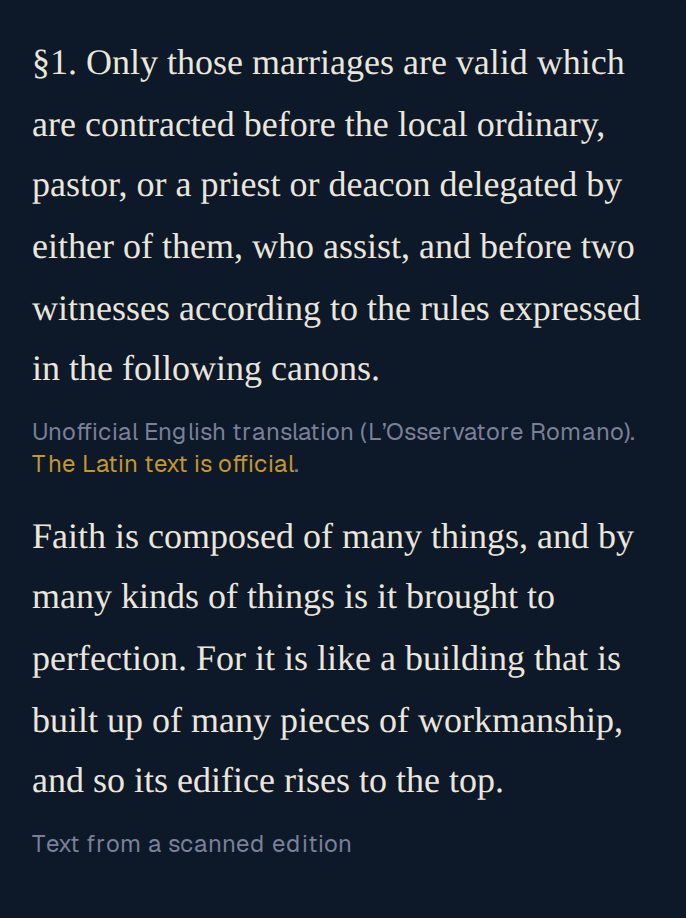 §1. Only those marriages are valid which
are contracted before the local ordinary,
pastor, or a priest or deacon delegated by
either of them, who assist, and before two
witnesses according to the rules expressed
in the following canons.
Unofficial English translation (L’Osservatore Romano).
The Latin text is official.
Faith is composed of many things, and by
many kinds of things is it brought to
perfection. For it is like a building that is
built up of many pieces of workmanship,
and so its edifice rises to the top.
Text from a scanned edition